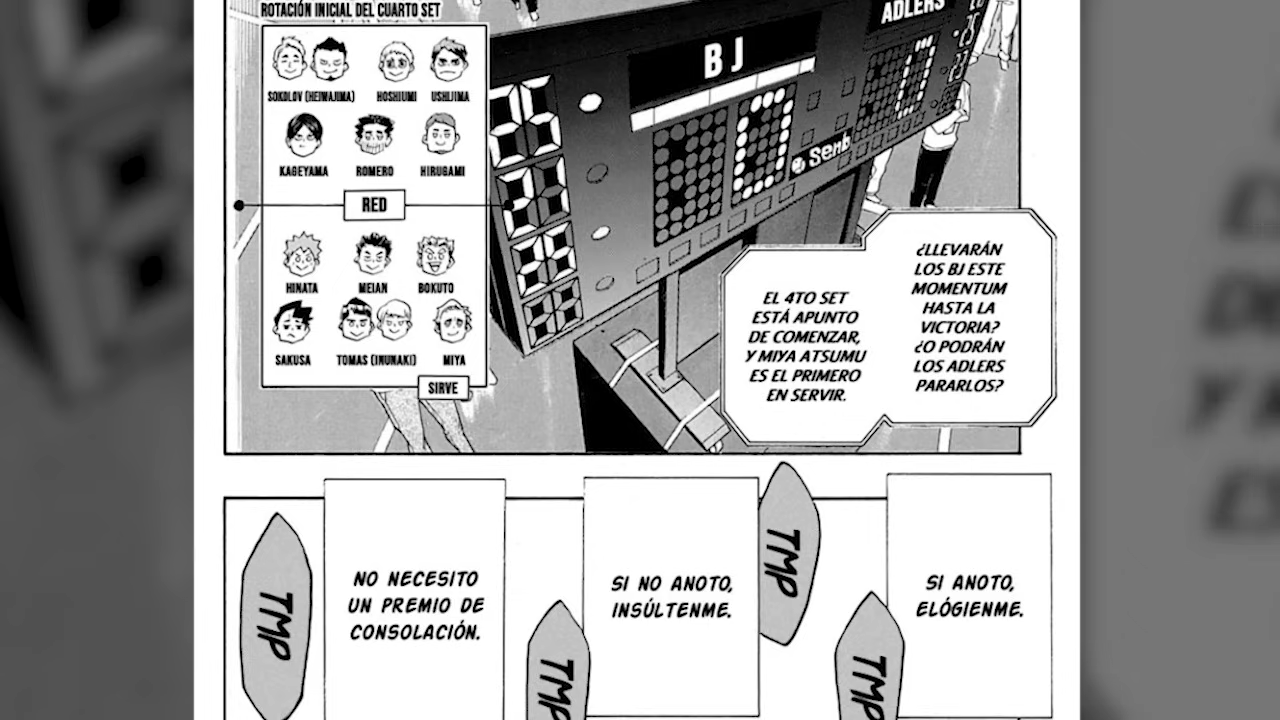 ROTACIÓN INICIAL DEL CUARTO SET
SOKOLOV (HEIWAJIMA) HOSHIUMI USHIJIMA
KAGEYAMA ROMERO HIRUGAMI
RED
HINATA MEIAN BOKUTO
SAKUSA TOMAS (INUNAKI) MIYA
SIRVE
BJ
ADLERS
0
0
Senb
¿LLEVARÁN
LOS BJ ESTE
MOMENTUM
HASTA LA
VICTORIA?
¿O PODRÁN
LOS ADLERS
PARARLOS?
EL 4TO SET
ESTÁ APUNTO
DE COMENZAR,
Y MIYA ATSUMU
ES EL PRIMERO
EN SERVIR.
SI ANOTO,
ELÓGIENME.
TMP
TMP
SI NO ANOTO,
INSÚLTENME.
TMP
NO NECESITO
UN PREMIO DE
CONSOLACIÓN.
TMP